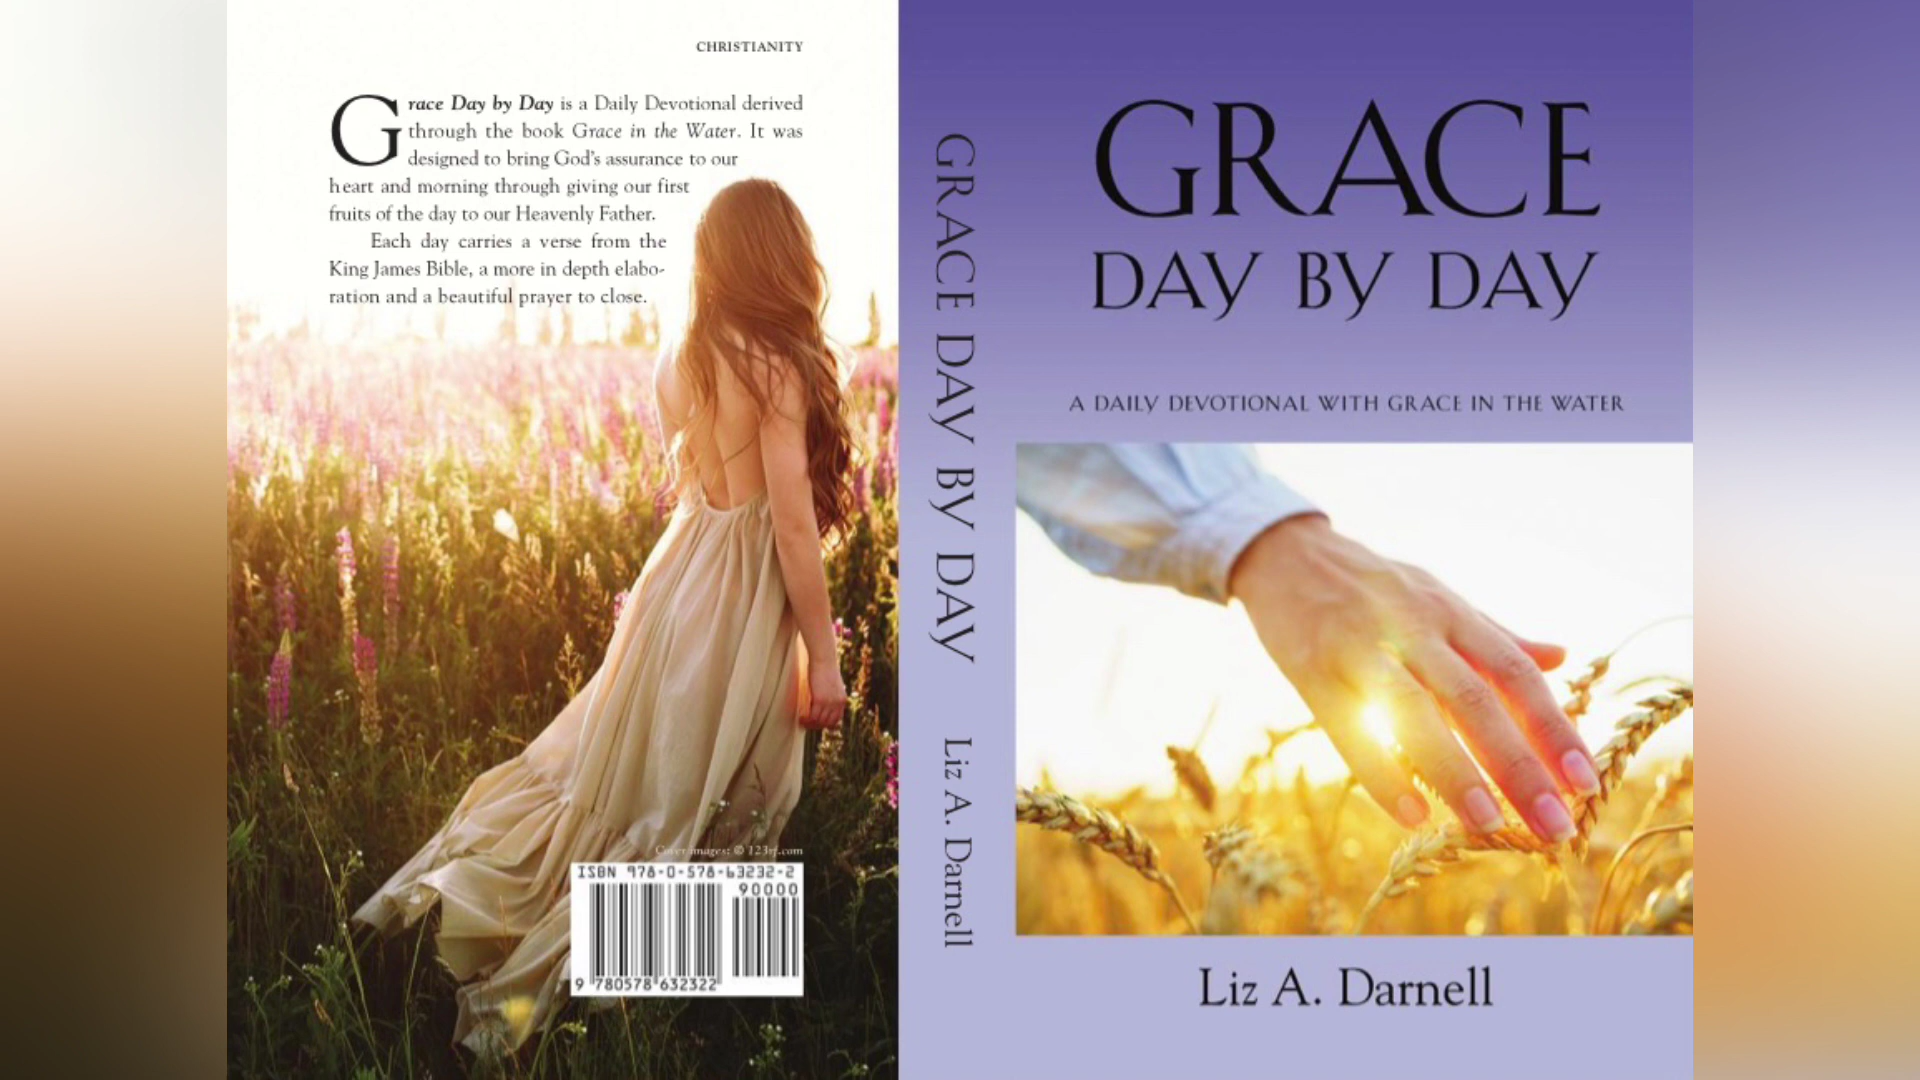 CHRISTIANITY
Grace Day by Day is a Daily Devotional derived
through the book Grace in the Water. It was
designed to bring God's assurance to our
heart and morning through giving our first
fruits of the day to our Heavenly Father.
Each day carries a verse from the
King James Bible, a more in depth elabo-
ration and a beautiful prayer to close.
Cover images: © 123rf.com
ISBN 978-0-578-63232-2
90000
9 780578 632322
GRACE DAY BY DAY Liz A. Darnell
GRACE
DAY BY DAY
A DAILY DEVOTIONAL WITH GRACE IN THE WATER
Liz A. Darnell